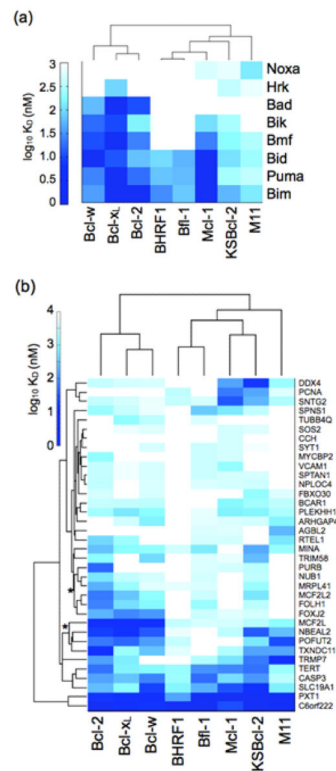 (a)
3
2.5
2
1.5
1
0.5
0
log10 KD (nM)
Noxa
Hrk
Bad
Bik
Bmf
Bid
Puma
Bim
Bcl-w
Bcl-xL
Bcl-2
BHRF1
Bfl-1
Mcl-1
KSBcl-2
M11
(b)
4
3
2
1
0
log10 KD (nM)
DDX4
PCNA
SNTG2
SPNS1
TUBB4Q
SOS2
CCH
SYT1
MYCBP2
VCAM1
SPTAN1
NPLOC4
FBXO30
BCAR1
PLEKHH1
ARHGAP4
AGBL2
RTEL1
MINA
TRIM58
PURB
NUB1
MRPL41
MCF2L2
FOLH1
FOXJ2
MCF2L
NBEAL2
POFUT2
TXNDC11
TRMP7
TERT
CASP3
SLC19A1
PXT1
C6orf222
*
*
Bcl-2
Bcl-xL
Bcl-w
BHRF1
Bfl-1
Mcl-1
KSBcl-2
M11